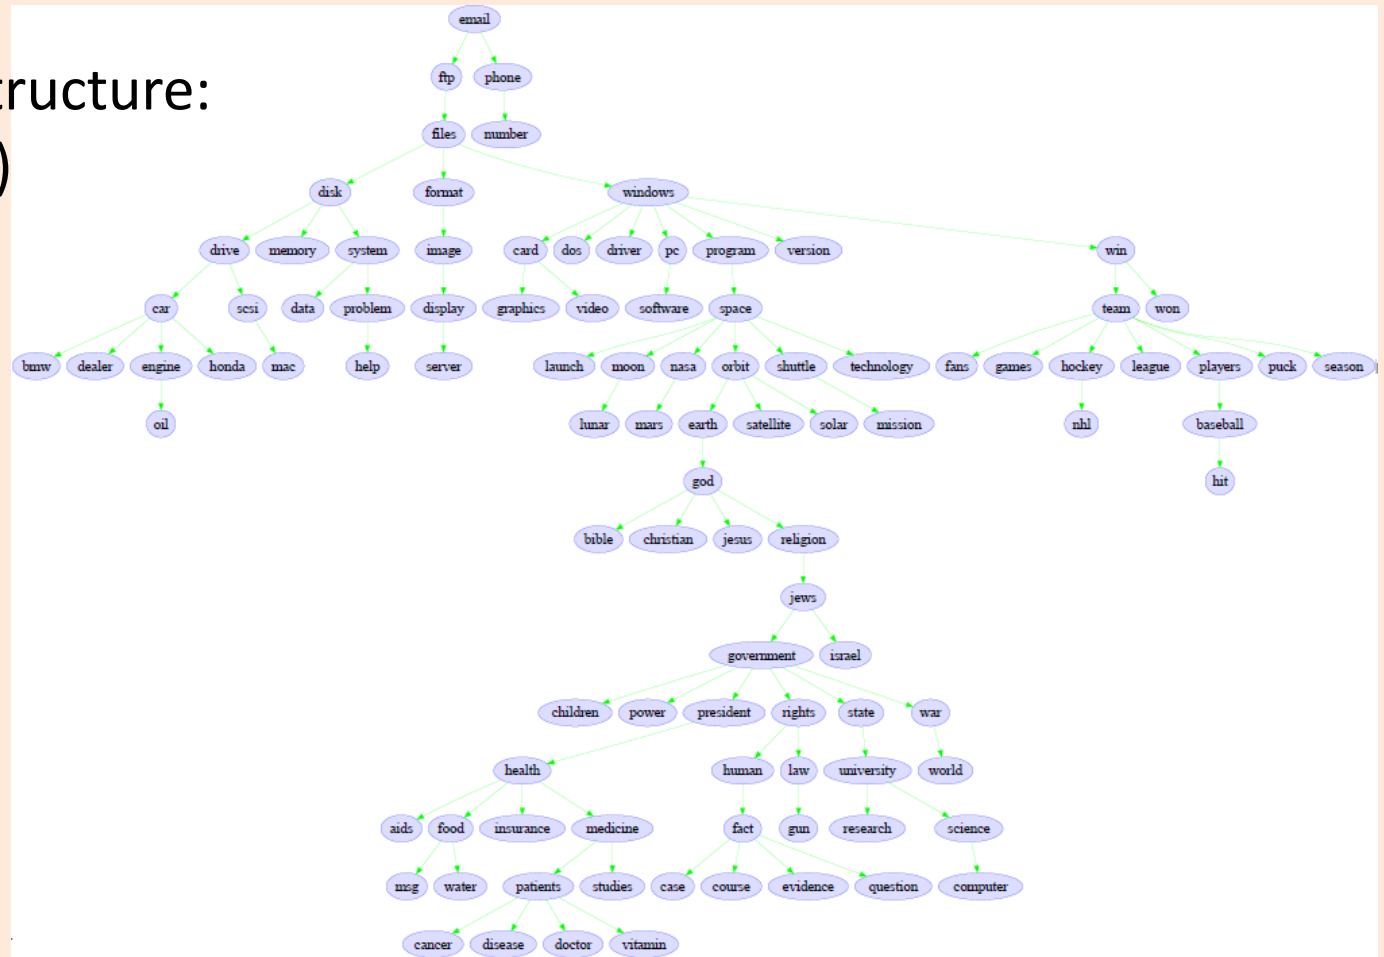 email
tructure:
ftp phone
files number
)
disk format windows
drive memory system image card dos driver pc program version win
car scsi data problem display graphics video software space team won
bmw dealer engine honda mac help server launch moon nasa orbit shuttle technology fans games hockey league players puck season
oil lunar mars earth satellite solar mission nhl baseball
god hit
bible christian jesus religion
jews
government israel
children power president rights state war
health human law university world
aids food insurance medicine fact gun research science
msg water patients studies case course evidence question computer
cancer disease doctor vitamin